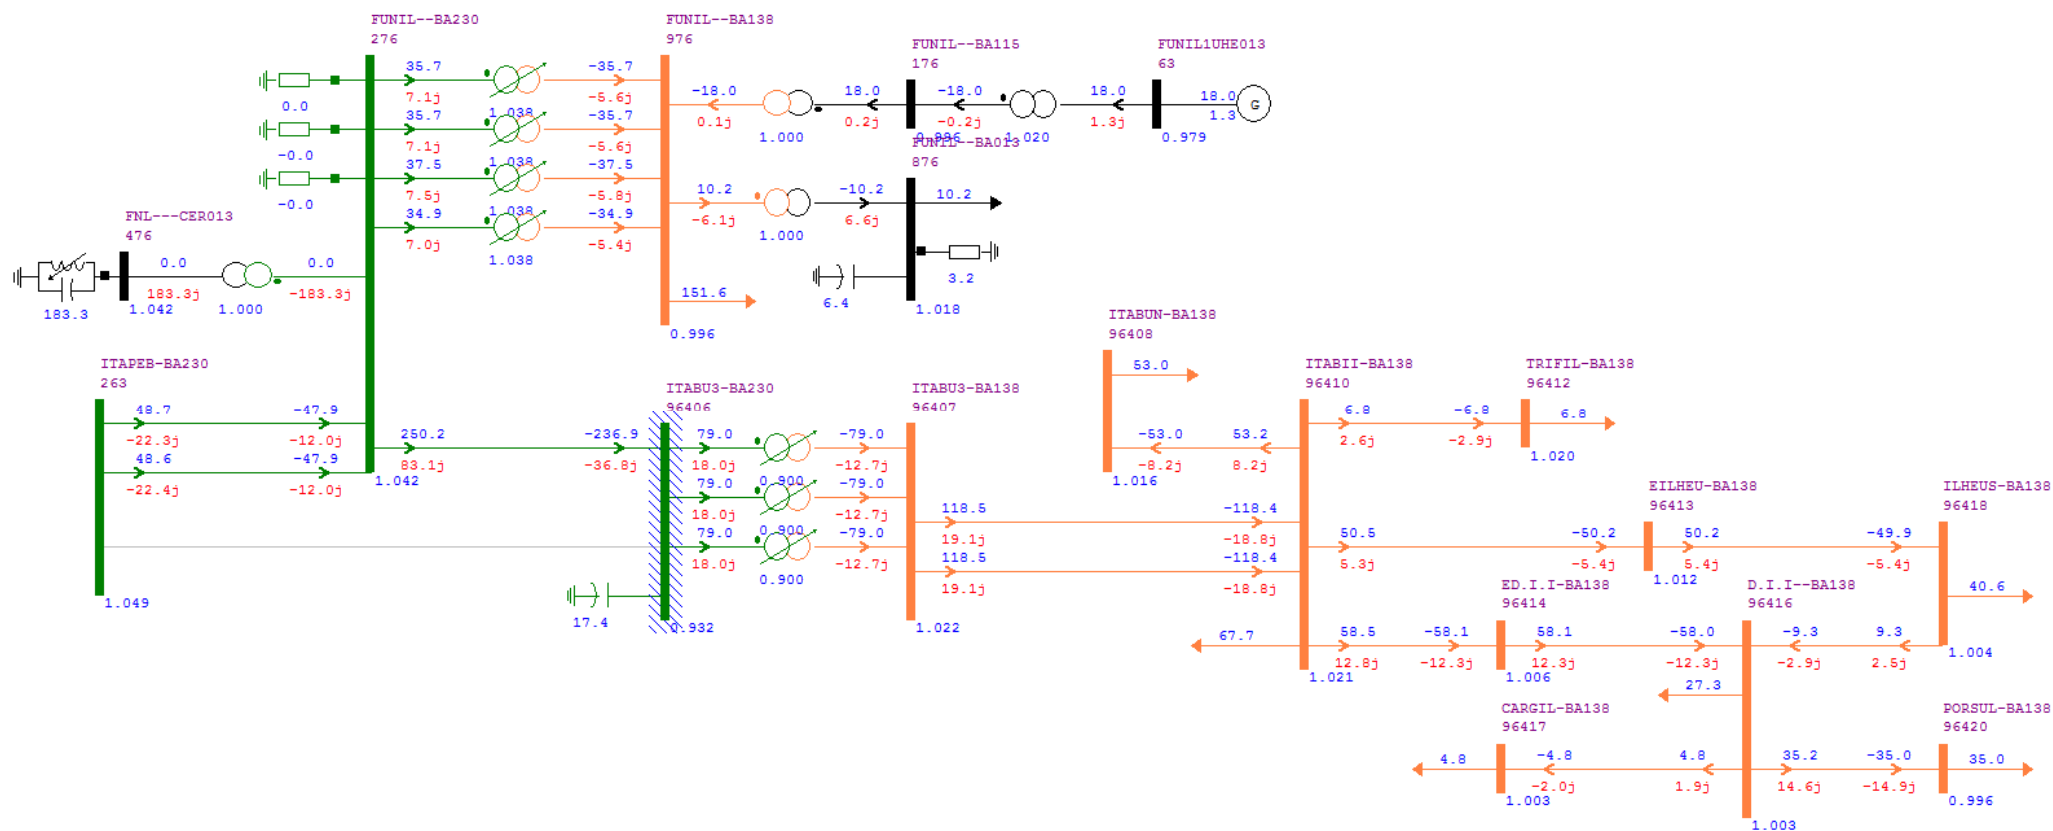 FUNIL--BA230
276
FUNIL--BA138
976
FUNIL--BA115
176
FUNIL1UHE013
63
35.7
7.1j
-35.7
-5.6j
1.038
35.7
7.1j
-35.7
-5.6j
1.038
37.5
7.5j
-37.5
-5.8j
1.038
34.9
7.0j
-34.9
-5.4j
1.038
0.0
-0.0
-0.0
-18.0
0.1j
1.000
18.0
0.2j
-18.0
-0.2j
0.996
1.020
18.0
1.3j
18.0
1.3
G
0.979
FUNIL--BA013
876
10.2
-6.1j
1.000
-10.2
6.6j
10.2
3.2
6.4
1.018
151.6
0.996
FNL---CER013
476
0.0
183.3j
0.0
-183.3j
183.3
1.042
1.000
ITAPEB-BA230
263
48.7
-22.3j
-47.9
-12.0j
48.6
-22.4j
-47.9
-12.0j
1.049
1.042
250.2
83.1j
-236.9
-36.8j
ITABU3-BA230
96406
79.0
18.0j
-79.0
-12.7j
0.900
79.0
18.0j
-79.0
-12.7j
0.900
79.0
18.0j
-79.0
-12.7j
0.900
17.4
0.932
ITABU3-BA138
96407
118.5
19.1j
-118.4
-18.8j
118.5
19.1j
-118.4
-18.8j
1.022
ITABUN-BA138
96408
53.0
-53.0
-8.2j
53.2
8.2j
1.016
ITABII-BA138
96410
6.8
2.6j
-6.8
-2.9j
50.5
5.3j
-50.2
-5.4j
67.7
58.5
12.8j
-58.1
-12.3j
1.021
TRIFIL-BA138
96412
6.8
1.020
EILHEU-BA138
96413
50.2
5.4j
-49.9
-5.4j
1.012
ILHEUS-BA138
96418
40.6
1.004
ED.I.I-BA138
96414
58.1
12.3j
-58.0
-12.3j
1.006
D.I.I--BA138
96416
-9.3
-2.9j
9.3
2.5j
27.3
CARGIL-BA138
96417
4.8
-4.8
-2.0j
4.8
1.9j
1.003
35.2
14.6j
-35.0
-14.9j
1.003
PORSUL-BA138
96420
35.0
0.996